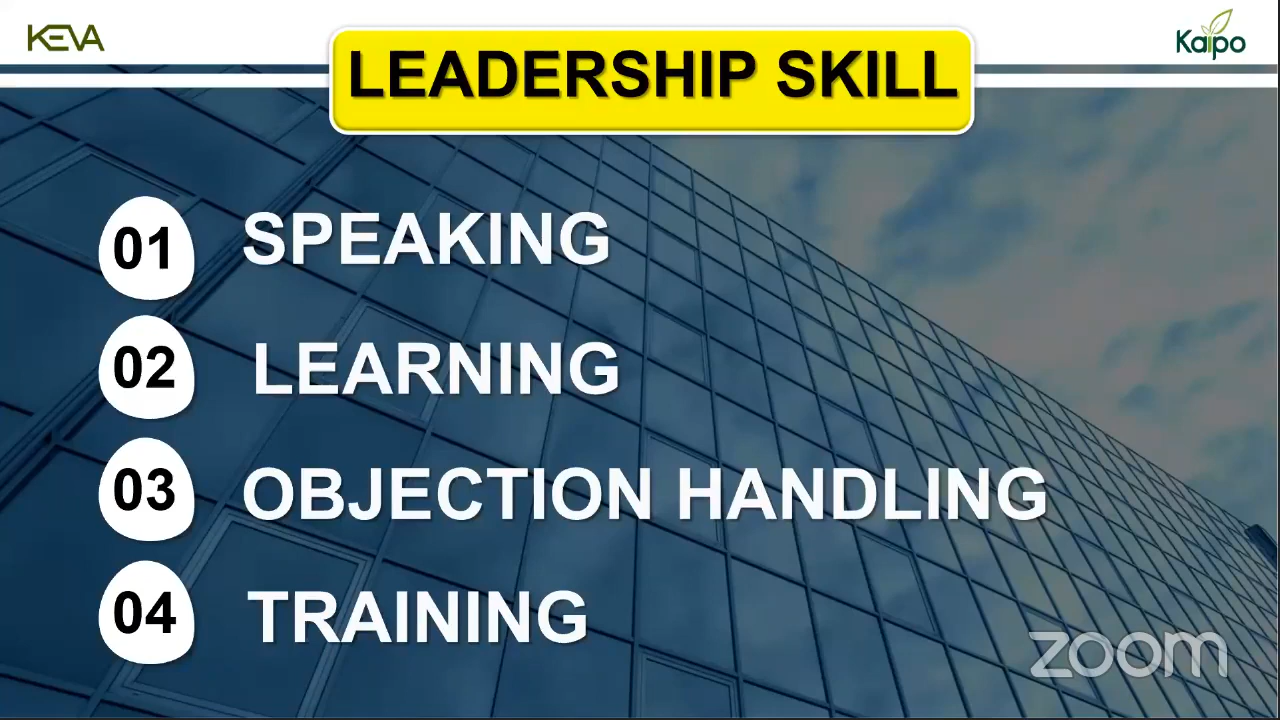 KEVA
Kaipo
LEADERSHIP SKILL
01 SPEAKING
02 LEARNING
03 OBJECTION HANDLING
04 TRAINING
zoom